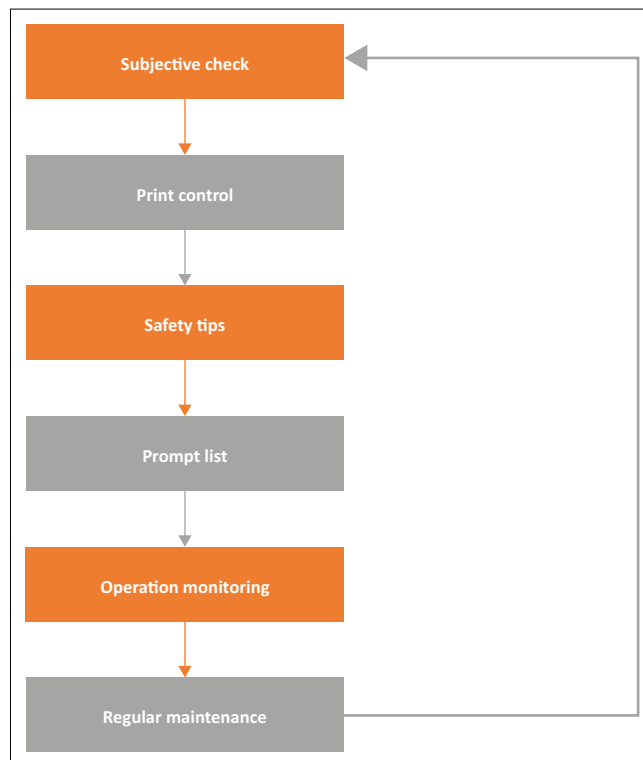 Subjective check
Print control
Safety tips
Prompt list
Operation monitoring
Regular maintenance